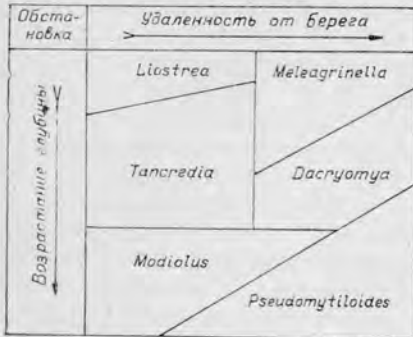 Обста-
новка
Удаленность от берега
Возрастание глубины
Liostrea
Meleagrinella
Tancredia
Dacryomya
Modiolus
Pseudomytiloides